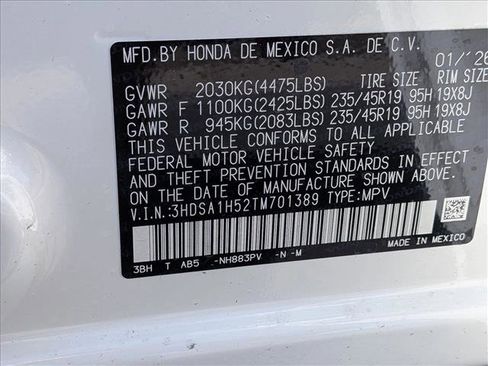 MFD.BY HONDA DE MEXICO S.A. DE C.V. 01/'26
GVWR 2030KG(4475LBS) TIRE SIZE RIM SIZE
GAWR F 1100KG(2425LBS) 235/45R19 95H 19X8J
GAWR R 945KG(2083LBS) 235/45R19 95H 19X8J
THIS VEHICLE CONFORMS TO ALL APPLICABLE
FEDERAL MOTOR VEHICLE SAFETY
AND THEFT PREVENTION STANDARDS IN EFFECT
ON THE DATE OF MANUFACTURE SHOWN ABOVE.
V.I.N.:3HDSA1H52TM701389 TYPE:MPV
MADE IN MEXICO
3BH T AB5 -NH883PV -N -M